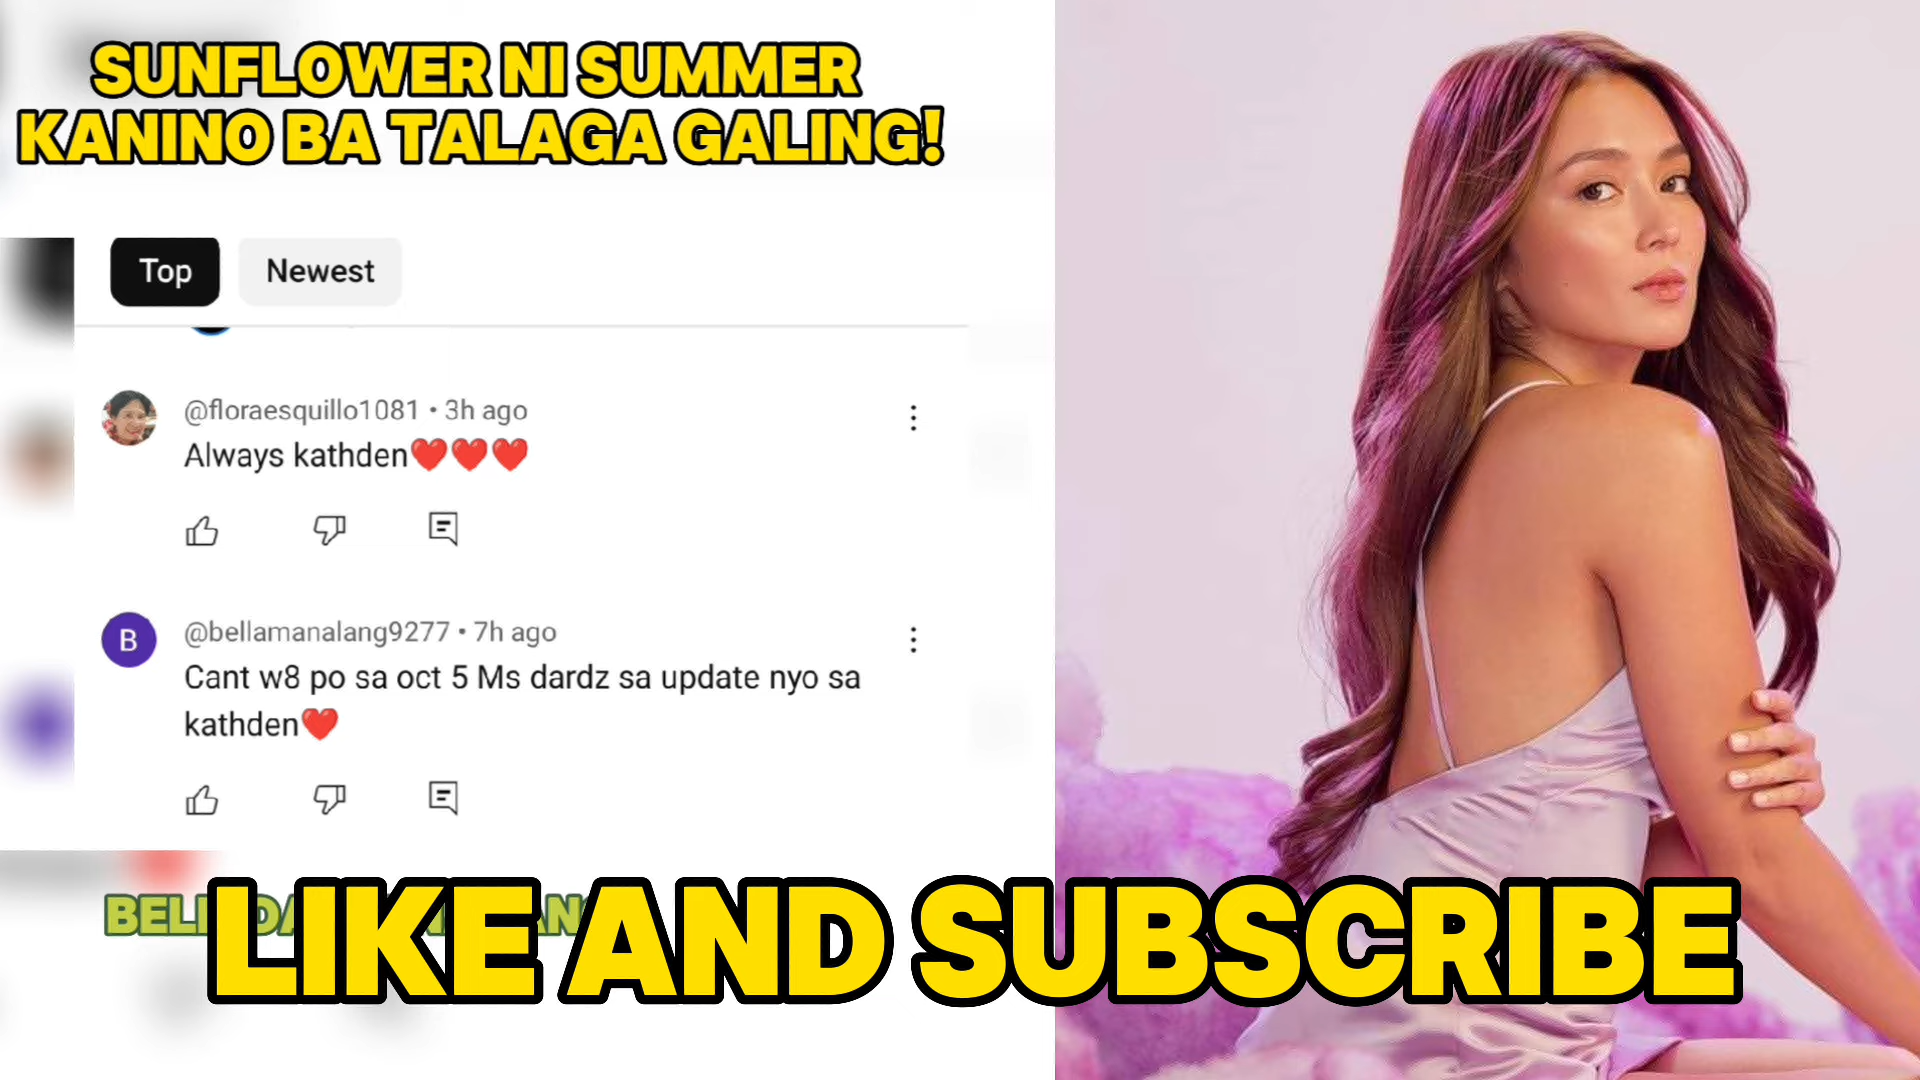 SUNFLOWER NI SUMMER
KANINO BA TALAGA GALING!
Top
Newest
@floraesquillo1081 • 3h ago
Always kathden❤️❤️❤️
B
@bellamanalang9277 • 7h ago
Cant w8 po sa oct 5 Ms dardz sa update nyo sa
kathden❤️
LIKE AND SUBSCRIBE